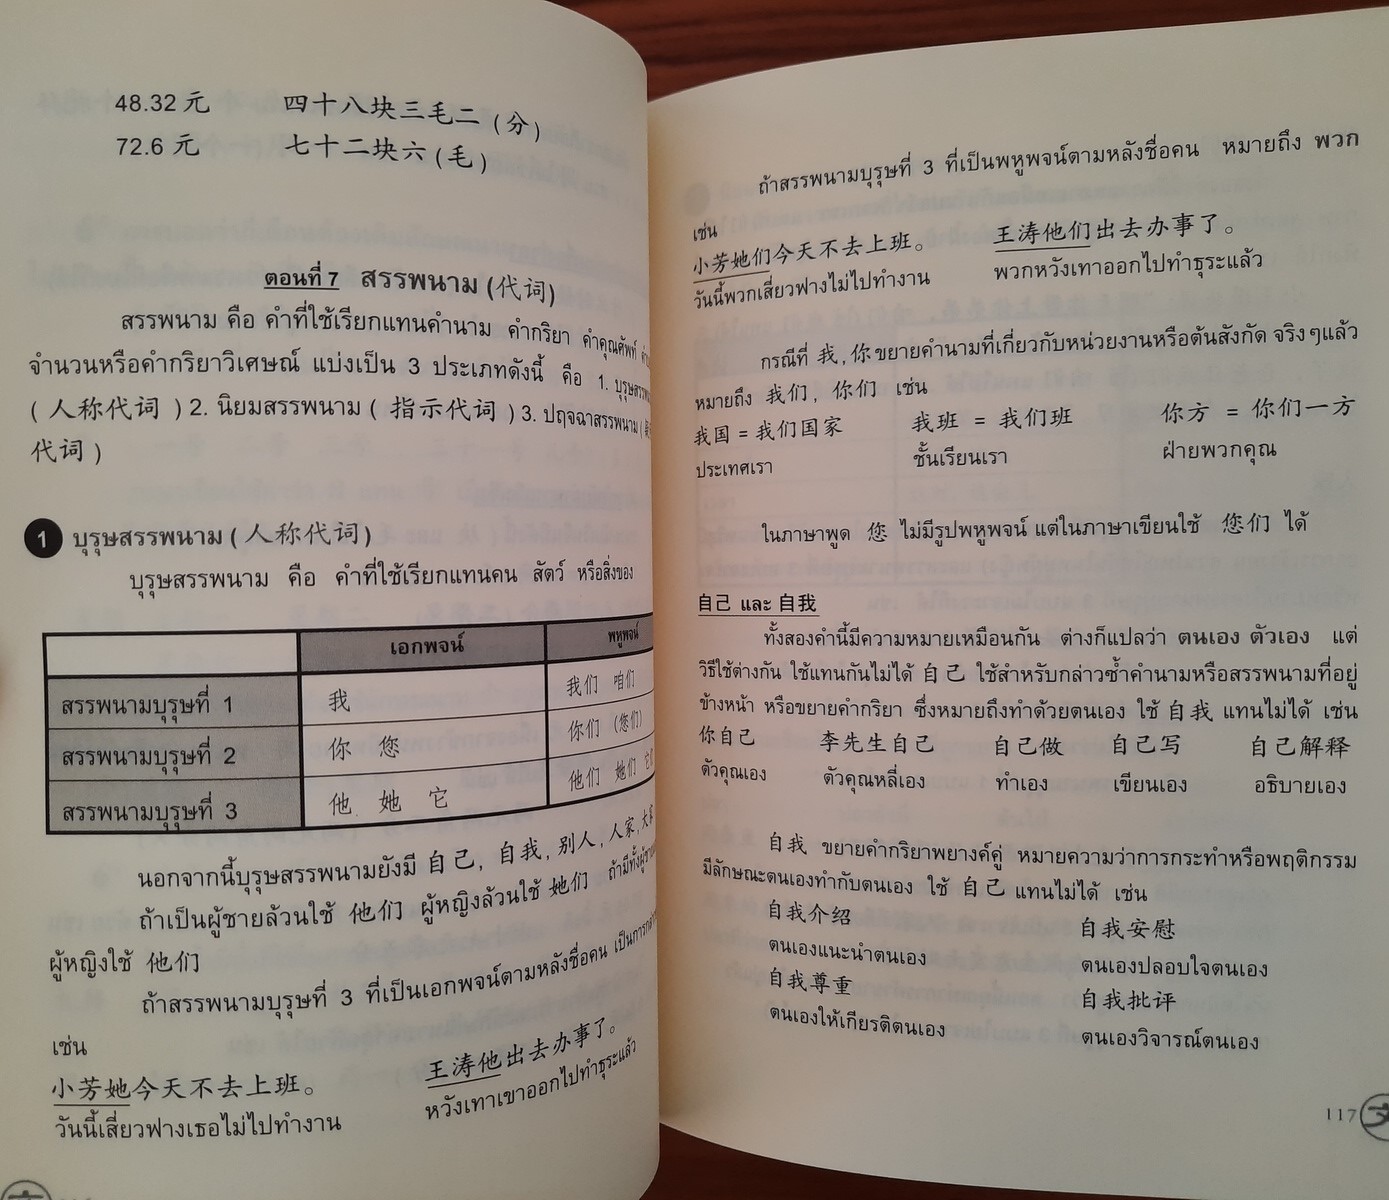 48.32 元 四十八块三毛二 (分)
72.6 元 七十二块六 (毛)
ตอนที่ 7 สรรพนาม (代词)
สรรพนาม คือ คำที่ใช้เรียกแทนคำนาม คำกริยา คำคุณศัพท์
จำนวนหรือคำกริยาวิเศษณ์ แบ่งเป็น 3 ประเภทดังนี้ คือ 1. บุรุษสรรพนาม
( 人称代词 ) 2. นิยมสรรพนาม ( 指示代词 ) 3. ปฤจฉาสรรพนาม (
代词 )
1 บุรุษสรรพนาม ( 人称代词)
บุรุษสรรพนาม คือ คำที่ใช้เรียกแทนคน สัตว์ หรือสิ่งของ
เอกพจน์ พหูพจน์
สรรพนามบุรุษที่ 1 我 我们 咱们
สรรพนามบุรุษที่ 2 你 您 你们 (您们)
สรรพนามบุรุษที่ 3 他 她 它 他们 她们
นอกจากนี้บุรุษสรรพนามยังมี 自己, 自我, 别人, 人家, 大家
ถ้าเป็นผู้ชายล้วนใช้ 他们 ผู้หญิงล้วนใช้ 她们
ผู้หญิงใช้ 他们
ถ้าสรรพนามบุรุษที่ 3 ที่เป็นเอกพจน์ตามหลังชื่อคน
เช่น
小芳她今天不去上班。 王涛他出去办事了。
วันนี้เสี่ยวฟางเธอไม่ไปทำงาน หวังเทาเขาออกไปทำธุระแล้ว
ถ้าสรรพนามบุรุษที่ 3 ที่เป็นพหูพจน์ตามหลังชื่อคน หมายถึง พวก
เช่น
小芳她们今天不去上班。 王涛他们出去办事了。
วันนี้พวกเสี่ยวฟางไม่ไปทำงาน พวกหวังเทาออกไปทำธุระแล้ว
กรณีที่ 我, 你 ขยายคำนามที่เกี่ยวกับหน่วยงานหรือต้นสังกัด จริงๆแล้ว
หมายถึง 我们, 你们 เช่น
我国 = 我们国家 我班 = 我们班 你方 = 你们一方
ประเทศเรา ชั้นเรียนเรา ฝ่ายพวกคุณ
ในภาษาพูด 您 ไม่มีรูปพหูพจน์ แต่ในภาษาเขียนใช้ 您们 ได้
自己 และ 自我
ทั้งสองคำนี้มีความหมายเหมือนกัน ต่างก็แปลว่า ตนเอง ตัวเอง แต่
วิธีใช้ต่างกัน ใช้แทนกันไม่ได้ 自己 ใช้สำหรับกล่าวซ้ำคำนามหรือสรรพนามที่อยู่
ข้างหน้า หรือขยายคำกริยา ซึ่งหมายถึงทำด้วยตนเอง ใช้ 自我 แทนไม่ได้ เช่น
你自己 李先生自己 自己做 自己写 自己解释
ตัวคุณเอง ตัวคุณหลี่เอง ทำเอง เขียนเอง อธิบายเอง
自我 ขยายคำกริยาพยางค์คู่ หมายความว่าการกระทำหรือพฤติกรรม
มีลักษณะตนเองทำกับตนเอง ใช้ 自己 แทนไม่ได้ เช่น
自我介绍 自我安慰
ตนเองแนะนำตนเอง ตนเองปลอบใจตนเอง
自我尊重 自我批评
ตนเองให้เกียรติตนเอง ตนเองวิจารณ์ตนเอง
117